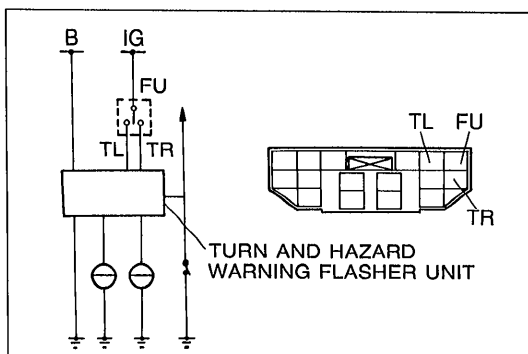 B IG
FU
TL TR
TL FU
TR
TURN AND HAZARD
WARNING FLASHER UNIT